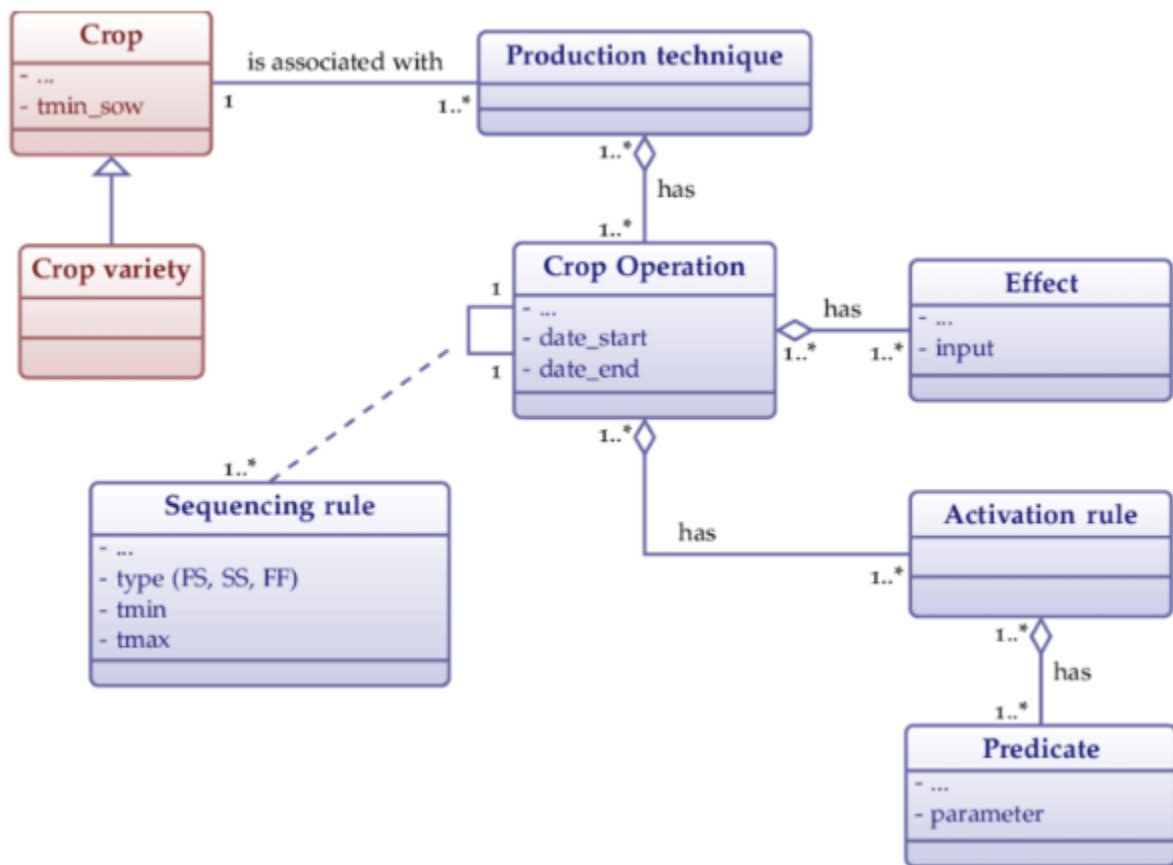 Crop
- ...
- tmin_sow
is associated with
1
1..*
Production technique
1..*
has
1..*
Crop variety
Crop Operation
- ...
- date_start
- date_end
1
1
has
1..*
1..*
Effect
- ...
- input
1..*
1..*
Sequencing rule
- ...
- type (FS, SS, FF)
- tmin
- tmax
has
1..*
Activation rule
1..*
has
1..*
Predicate
- ...
- parameter